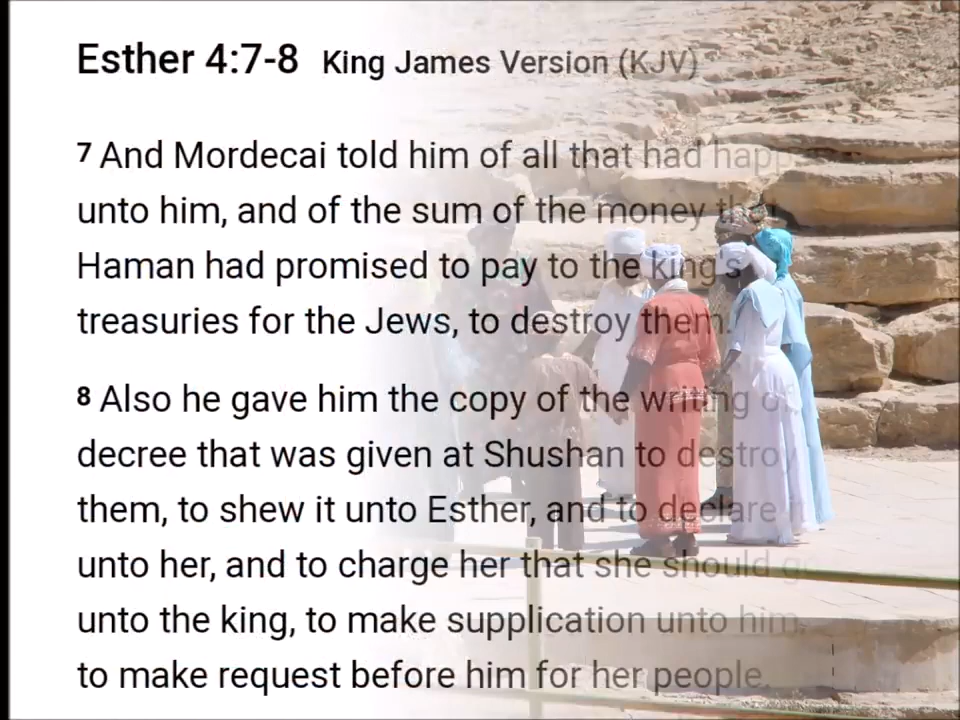 Esther 4:7-8 King James Version (KJV)
7 And Mordecai told him of all that had happ
unto him, and of the sum of the money that
Haman had promised to pay to the king's
treasuries for the Jews, to destroy them.
8 Also he gave him the copy of the writing of
decree that was given at Shushan to destroy
them, to shew it unto Esther, and to declare it
unto her, and to charge her that she should g
unto the king, to make supplication unto him,
to make request before him for her people.